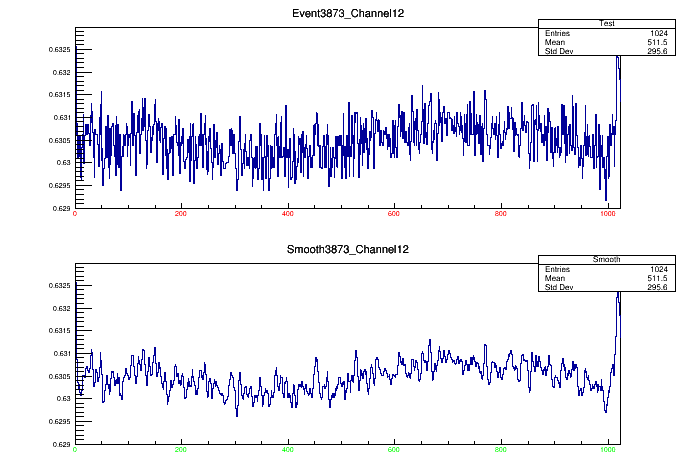 Event3873_Channel12
Test
Entries 1024
Mean 511.5
Std Dev 295.6
0.6325
0.632
0.6315
0.631
0.6305
0.63
0.6295
0.629
0 200 400 600 800 1000
Smooth3873_Channel12
Smooth
Entries 1024
Mean 511.5
Std Dev 295.6
0.6325
0.632
0.6315
0.631
0.6305
0.63
0.6295
0.629
0 200 400 600 800 1000